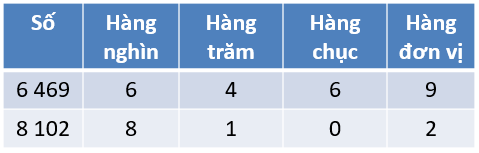 Số Hàng nghìn Hàng trăm Hàng chục Hàng đơn vị
6 469 6 4 6 9
8 102 8 1 0 2